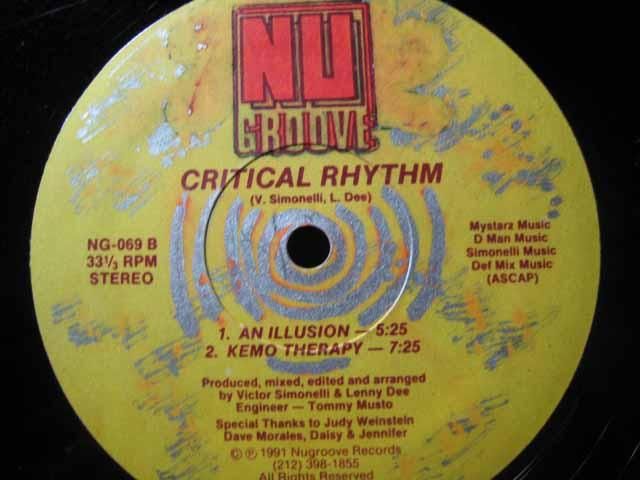 NU
GROOVE
CRITICAL RHYTHM
(V. Simonelli, L. Dee)
NG-069 B
33 1/3 RPM
STEREO
Mystarz Music
D Man Music
Simonelli Music
Def Mix Music
(ASCAP)
1. AN ILLUSION — 5:25
2. KEMO THERAPY — 7:25
Produced, mixed, edited and arranged
by Victor Simonelli & Lenny Dee
Engineer — Tommy Musto
Special Thanks to Judy Weinstein
Dave Morales, Daisy & Jennifer
© ℗ 1991 Nugroove Records
(212) 398-1855
All Rights Reserved